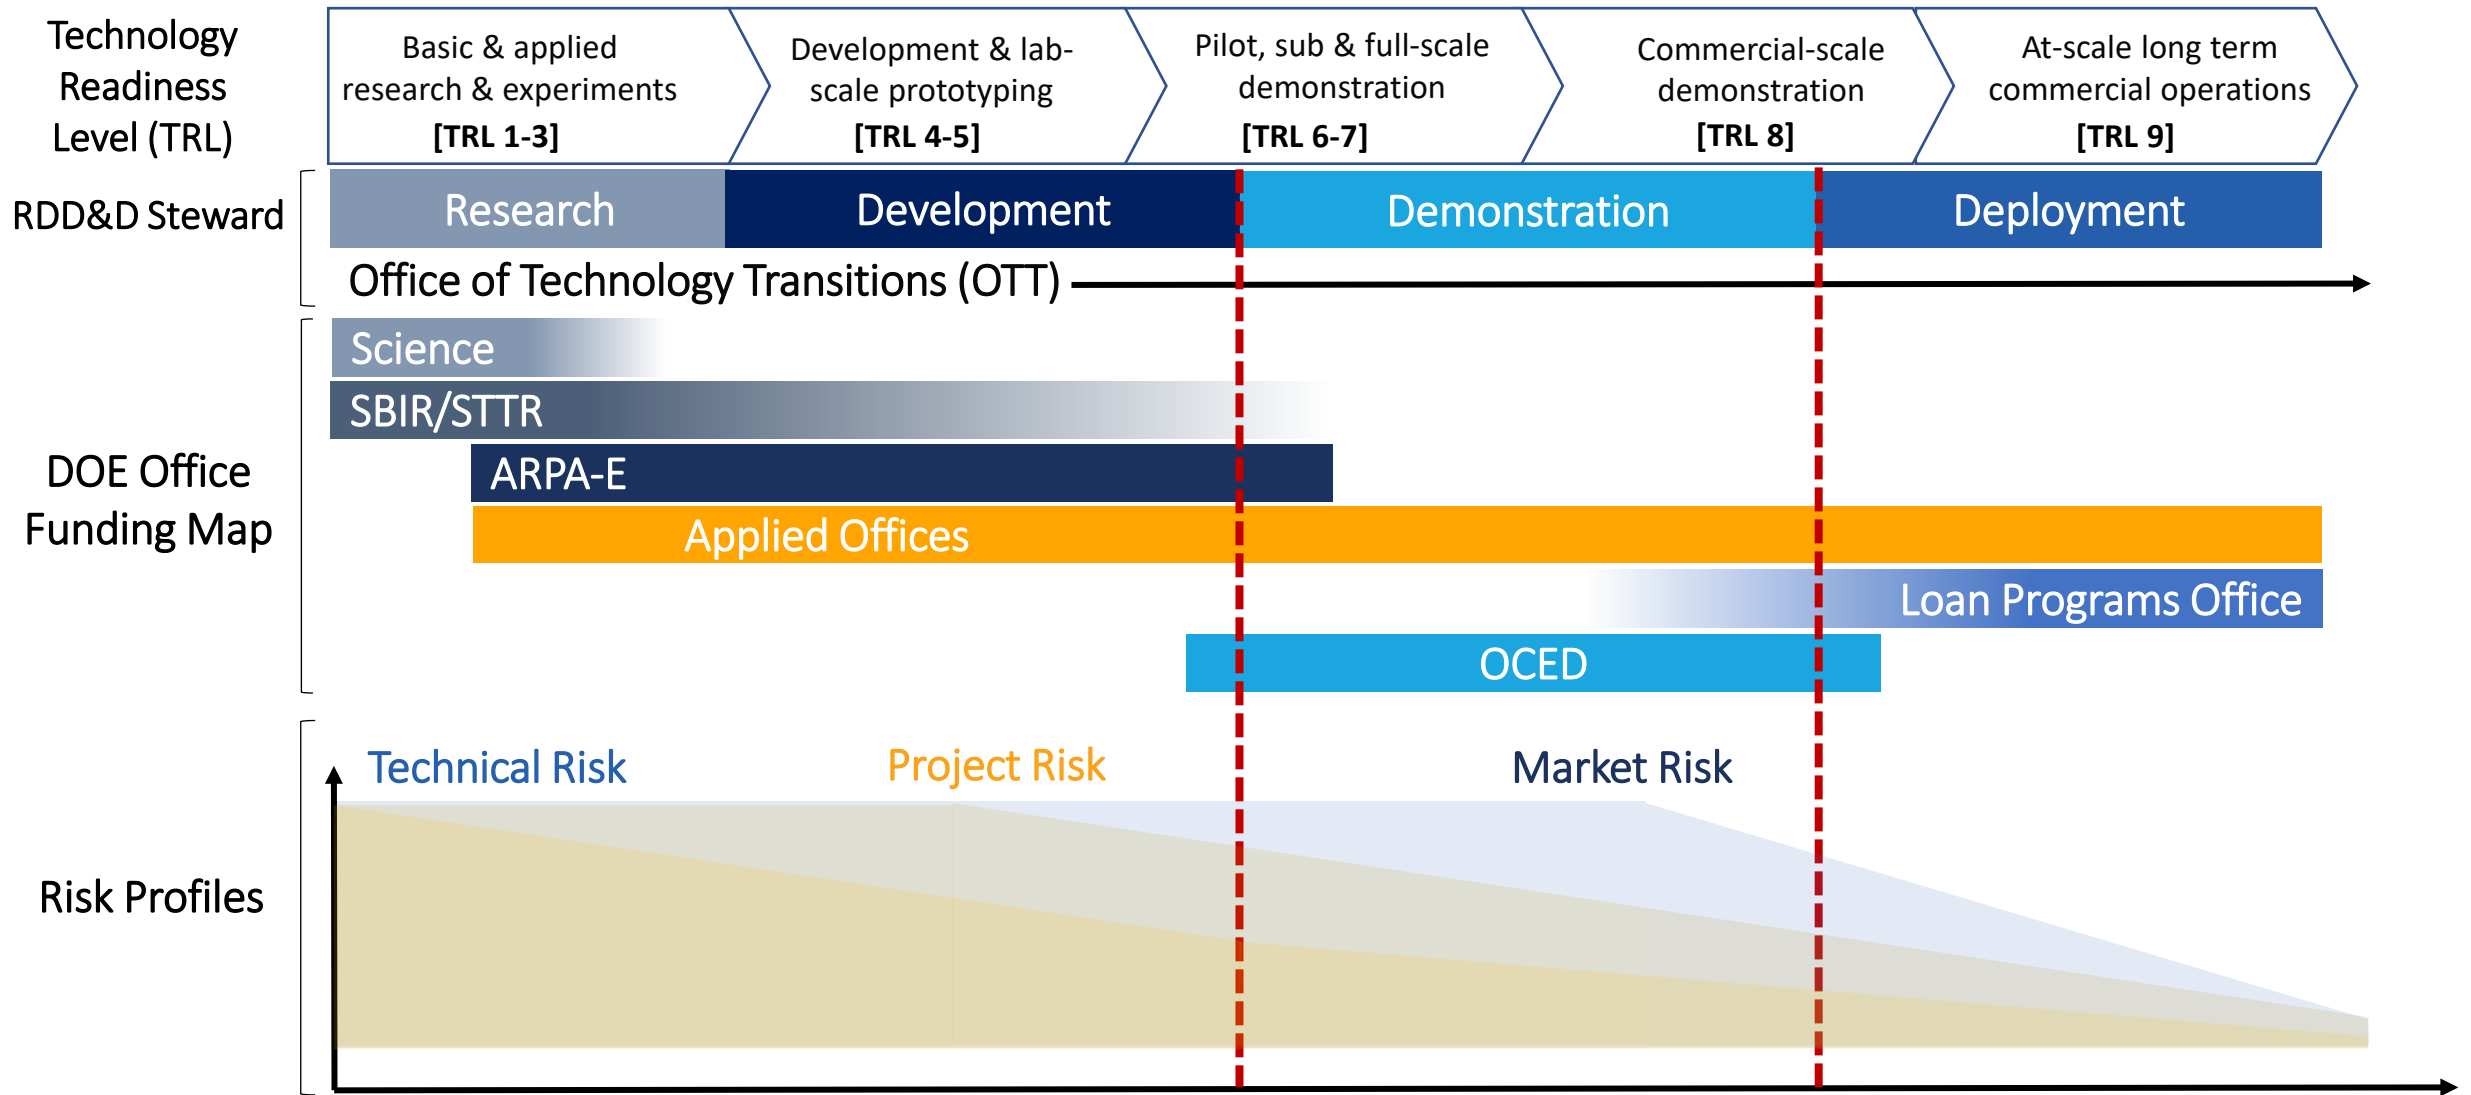 Technology
Readiness
Level (TRL)
Basic & applied
research & experiments
[TRL 1-3]
Development & lab-
scale prototyping
[TRL 4-5]
Pilot, sub & full-scale
demonstration
[TRL 6-7]
Commercial-scale
demonstration
[TRL 8]
At-scale long term
commercial operations
[TRL 9]
RDD&D Steward
Research
Development
Demonstration
Deployment
Office of Technology Transitions (OTT)
DOE Office
Funding Map
Science
SBIR/STTR
ARPA-E
Applied Offices
Loan Programs Office
OCED
Risk Profiles
Technical Risk
Project Risk
Market Risk